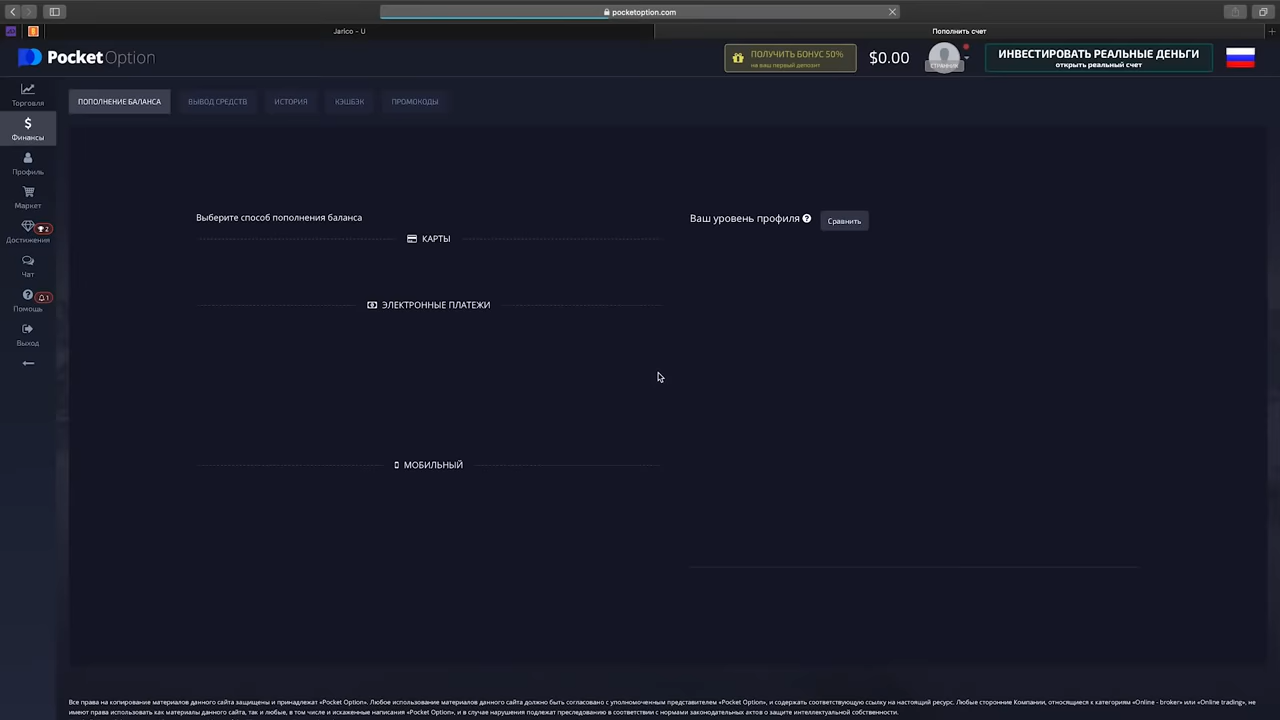 pocketoption.com
Jarico – U
Пополнить счет
PocketOption
ПОЛУЧИТЬ БОНУС 50%
на ваш первый депозит
$0.00
СТРАННИК
ИНВЕСТИРОВАТЬ РЕАЛЬНЫЕ ДЕНЬГИ
открыть реальный счет
Торговля
Финансы
Профиль
Маркет
2
Достижения
Чат
1
Помощь
Выход
ПОПОЛНЕНИЕ БАЛАНСА
ВЫВОД СРЕДСТВ
ИСТОРИЯ
КЭШБЭК
ПРОМОКОДЫ
Выберите способ пополнения баланса
КАРТЫ
ЭЛЕКТРОННЫЕ ПЛАТЕЖИ
МОБИЛЬНЫЙ
Ваш уровень профиля
Сравнить
Все права на копирование материалов данного сайта защищены и принадлежат «Pocket Option». Любое использование материалов данного сайта должно быть согласовано с уполномоченным представителем «Pocket Option», и содержать соответствующую ссылку на настоящий ресурс. Любые сторонние Компании, относящиеся к категориям «Online - broker» или «Online trading», не
имеют права использовать как материалы данного сайта, так и любые, в том числе и искаженные написания «Pocket Option», и в случае нарушения подлежат преследованию в соответствии с нормами законодательных актов о защите интеллектуальной собственности.